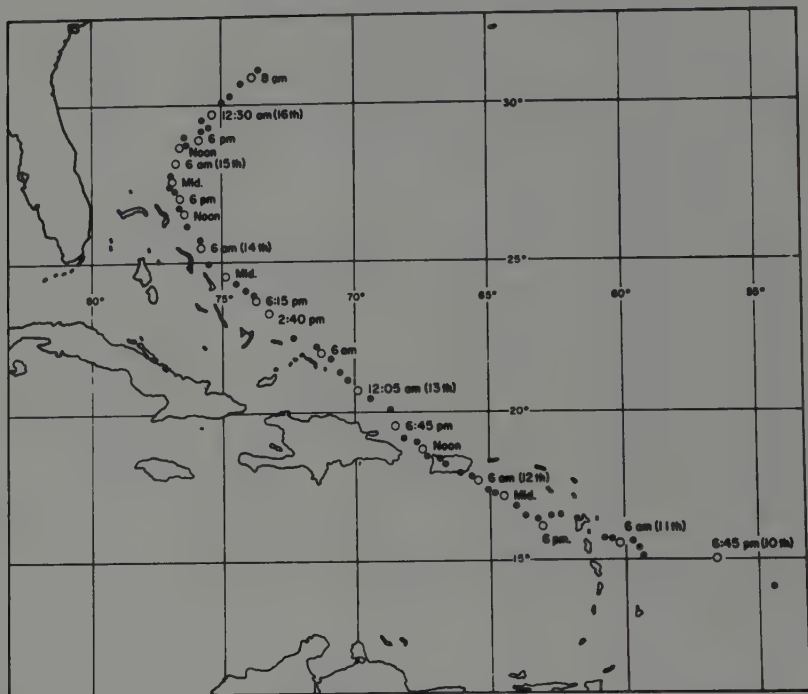 8 am
30°
12:30 am (16th)
6 pm
Noon
6 am (15th)
Mid.
6 pm
Noon
6 am (14th)
25°
Mid.
80°
75°
70°
65°
60°
55°
6:15 pm
2:40 pm
6 am
12:05 am (13th)
20°
6:45 pm
Noon
6 am (12th)
Mid.
6 pm.
6 am (11th)
6:45 pm (10th)
15°